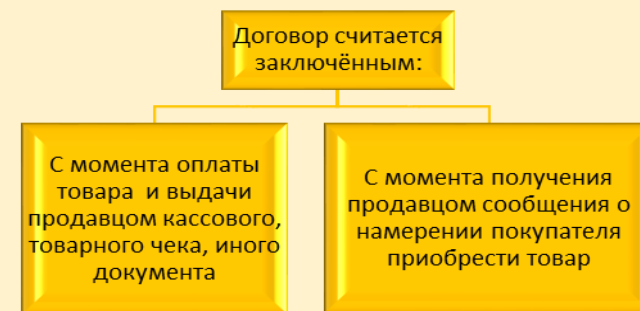 Договор считается
заключённым:
С момента оплаты
товара и выдачи
продавцом кассового,
товарного чека, иного
документа
С момента получения
продавцом сообщения о
намерении покупателя
приобрести товар